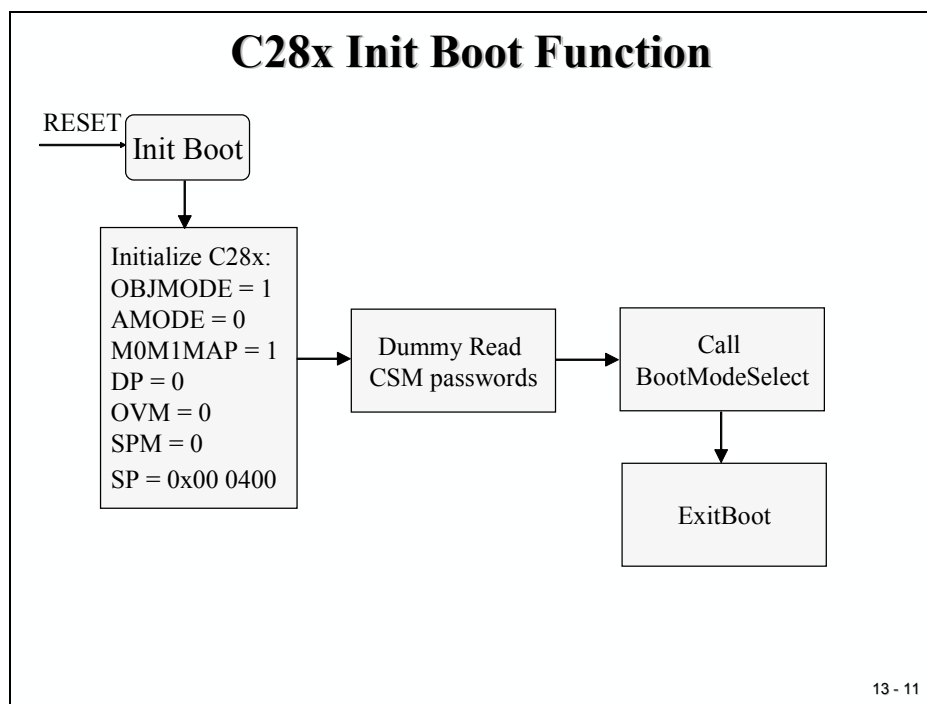 C28x Init Boot Function
RESET
Init Boot
Initialize C28x:
OBJMODE = 1
AMODE = 0
M0M1MAP = 1
DP = 0
OVM = 0
SPM = 0
SP = 0x00 0400
Dummy Read
CSM passwords
Call
BootModeSelect
ExitBoot
13 - 11